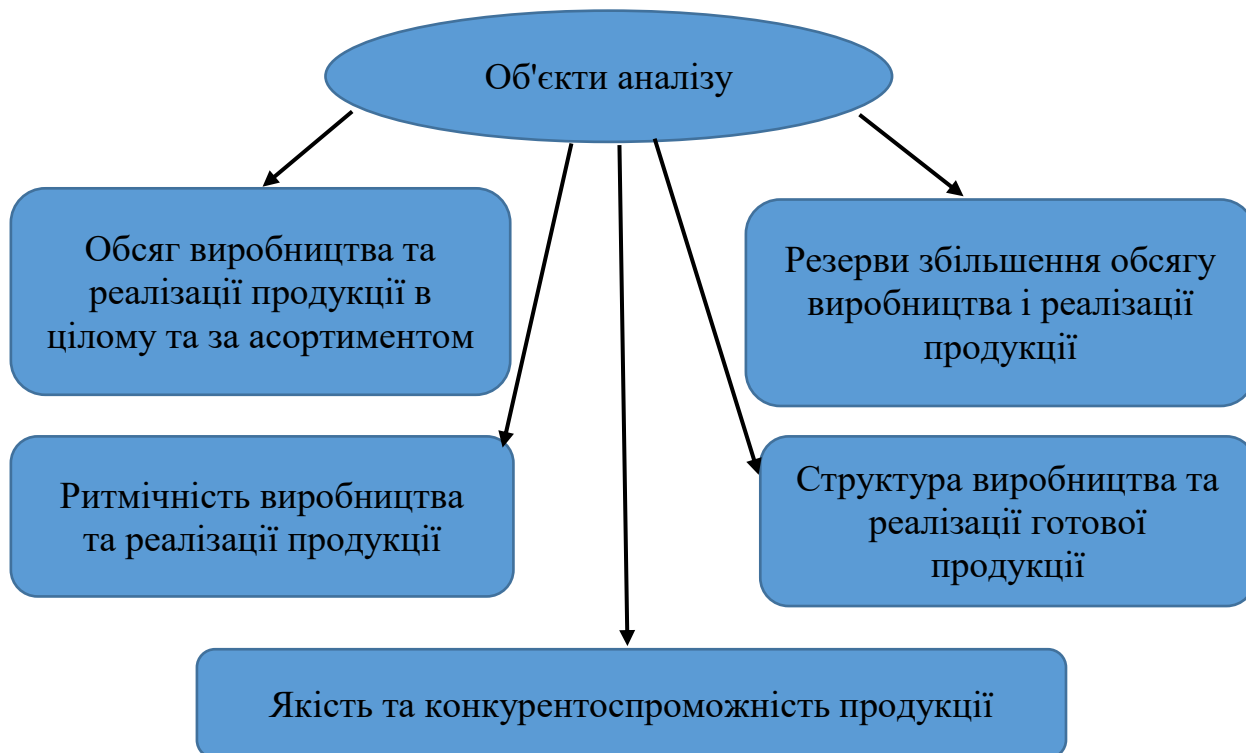 Об'єкти аналізу
Обсяг виробництва та
реалізації продукції в
цілому та за асортиментом
Резерви збільшення обсягу
виробництва і реалізації
продукції
Ритмічність виробництва
та реалізації продукції
Структура виробництва та
реалізації готової
продукції
Якість та конкурентоспроможність продукції